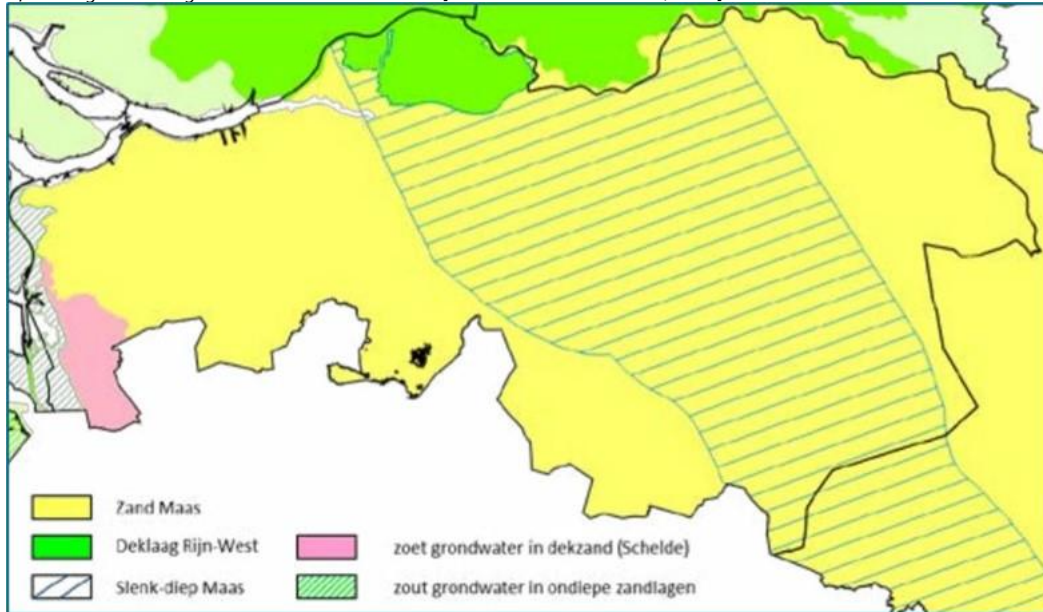 Zand Maas
Deklaag Rijn-West
Slenk-diep Maas
zoet grondwater in dekzand (Schelde)
zout grondwater in ondiepe zandlagen